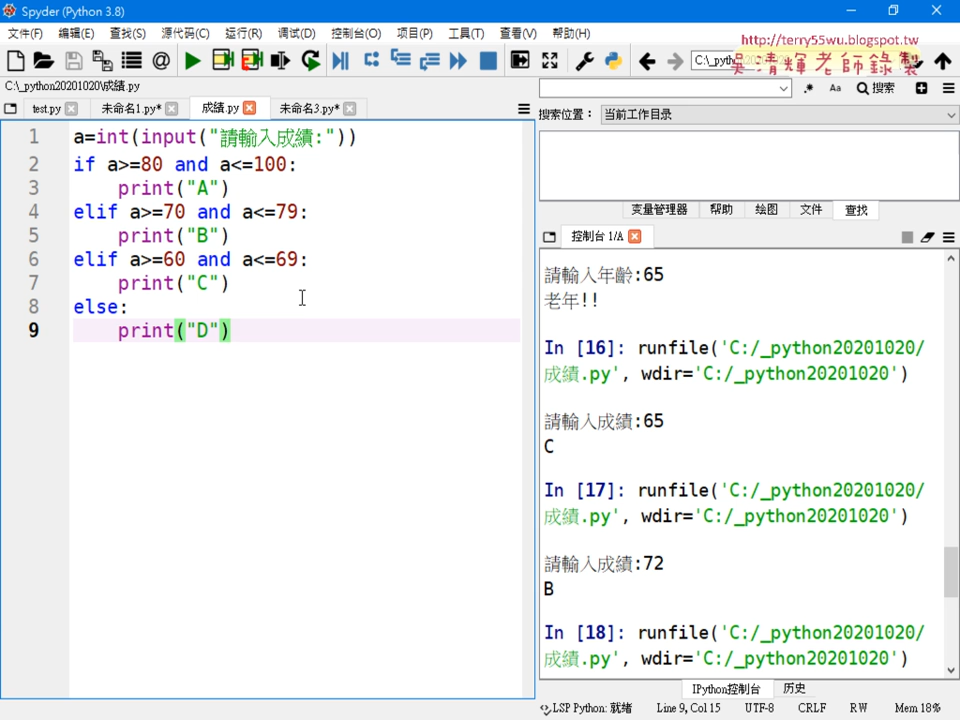 Spyder (Python 3.8)
文件(F) 编辑(E) 查找(S) 源代码(C) 运行(R) 调试(D) 控制台(O) 项目(P) 工具(T) 查看(V) 帮助(H)
http://terry55wu.blogspot.tw
吳清輝老師錄製
C:\_pyth
C:\_python20201020\成績.py
Aa 搜索
test.py 未命名1.py* 成績.py 未命名3.py*
搜索位置： 当前工作目录
1 a=int(input("請輸入成績:"))
2 if a>=80 and a<=100:
3 print("A")
4 elif a>=70 and a<=79:
5 print("B")
6 elif a>=60 and a<=69:
7 print("C")
8 else:
9 print("D")
变量管理器 帮助 绘图 文件 查找
控制台 1/A
請輸入年齡:65
老年!!
In [16]: runfile('C:/_python20201020/
成績.py', wdir='C:/_python20201020')
請輸入成績:65
C
In [17]: runfile('C:/_python20201020/
成績.py', wdir='C:/_python20201020')
請輸入成績:72
B
In [18]: runfile('C:/_python20201020/
成績.py', wdir='C:/_python20201020')
IPython控制台 历史
LSP Python: 就绪 Line 9, Col 15 UTF-8 CRLF RW Mem 18%